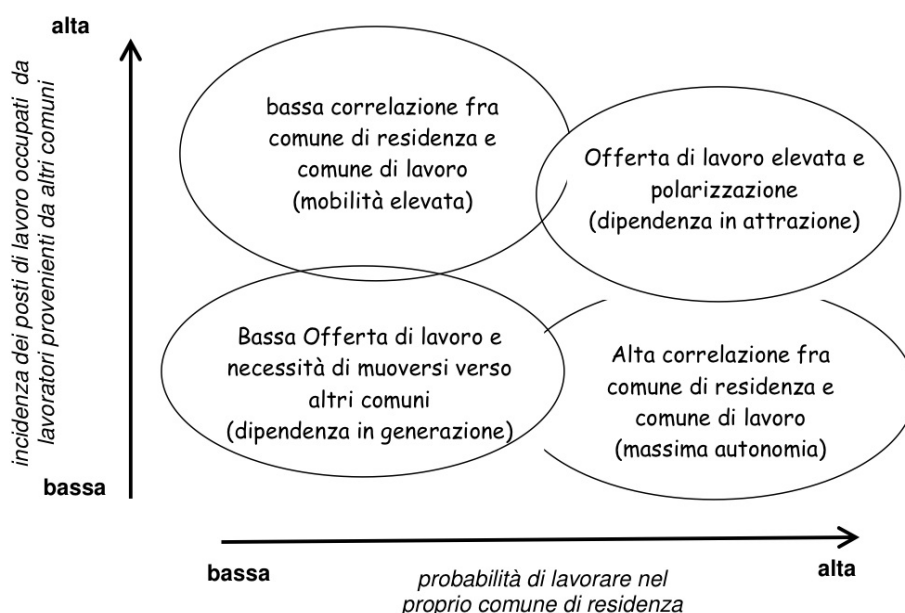 alta
incidenza dei posti di lavoro occupati da
lavoratori provenienti da altri comuni
bassa
bassa correlazione fra
comune di residenza e
comune di lavoro
(mobilità elevata)
Offerta di lavoro elevata e
polarizzazione
(dipendenza in attrazione)
Bassa Offerta di lavoro e
necessità di muoversi verso
altri comuni
(dipendenza in generazione)
Alta correlazione fra
comune di residenza e
comune di lavoro
(massima autonomia)
bassa
probabilità di lavorare nel
proprio comune di residenza
alta